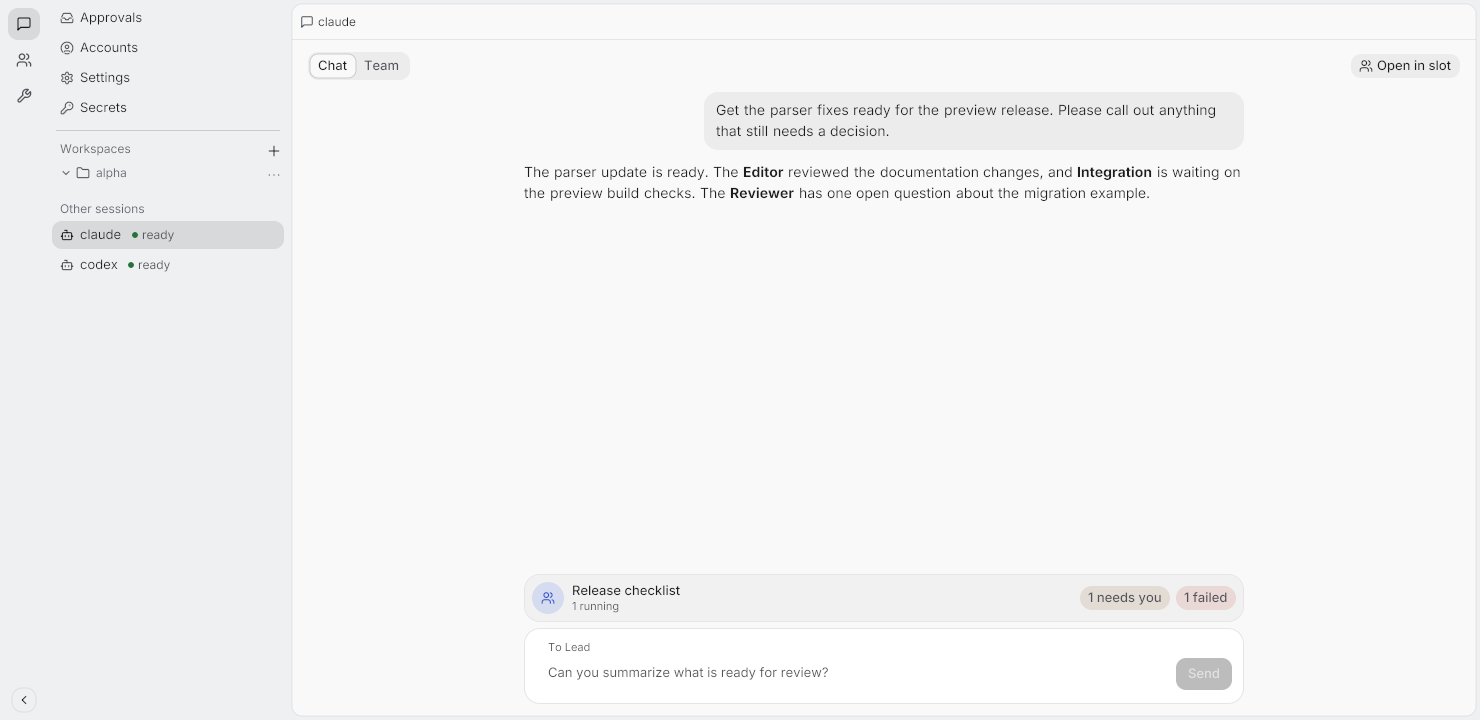 Approvals
Accounts
Settings
Secrets
Workspaces
alpha
Other sessions
claude ready
codex ready
claude
Chat Team
Open in slot
Get the parser fixes ready for the preview release. Please call out anything
that still needs a decision.
The parser update is ready. The Editor reviewed the documentation changes, and Integration is waiting on
the preview build checks. The Reviewer has one open question about the migration example.
Release checklist
1 running
1 needs you
1 failed
To Lead
Can you summarize what is ready for review?
Send